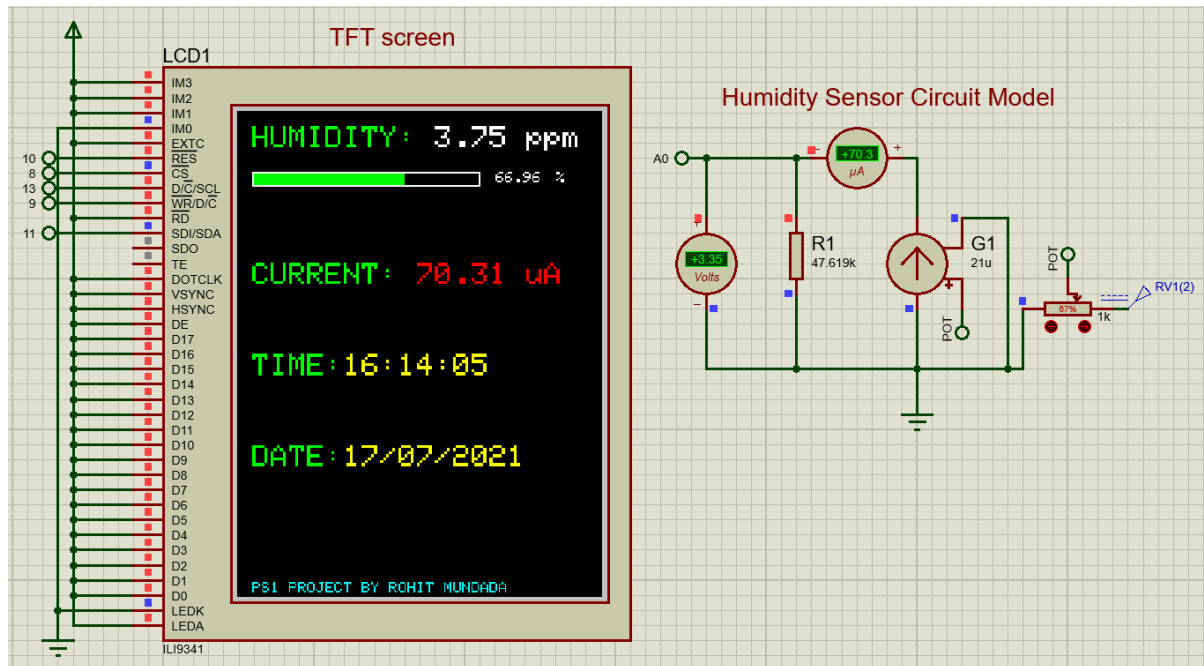 TFT screen
LCD1
IM3
IM2
IM1
IM0
EXTC
10 RES
8 CS
13 D/C/SCL
9 WR/D/C
RD
11 SDI/SDA
SDO
TE
DOTCLK
VSYNC
HSYNC
DE
D17
D16
D15
D14
D13
D12
D11
D10
D9
D8
D7
D6
D5
D4
D3
D2
D1
D0
LEDK
LEDA
ILI9341
HUMIDITY: 3.75 ppm
66.96 %
CURRENT: 70.31 uA
TIME:16:14:05
DATE:17/07/2021
PS1 PROJECT BY ROHIT MUNDADA
Humidity Sensor Circuit Model
A0
- +70.3 +
µA
+
+3.35
Volts
-
R1
47.619k
G1
21u
+
POT
POT
67%
1k
RV1(2)